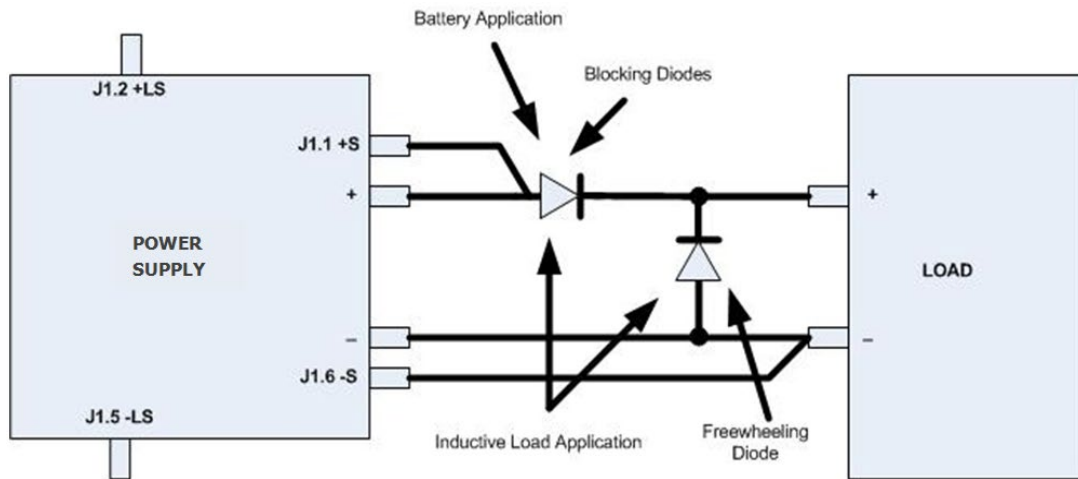 Battery Application
Blocking Diodes
J1.2 +LS
J1.1 +S
+
+
POWER
SUPPLY
LOAD
–
–
J1.6 -S
J1.5 -LS
Inductive Load Application
Freewheeling
Diode